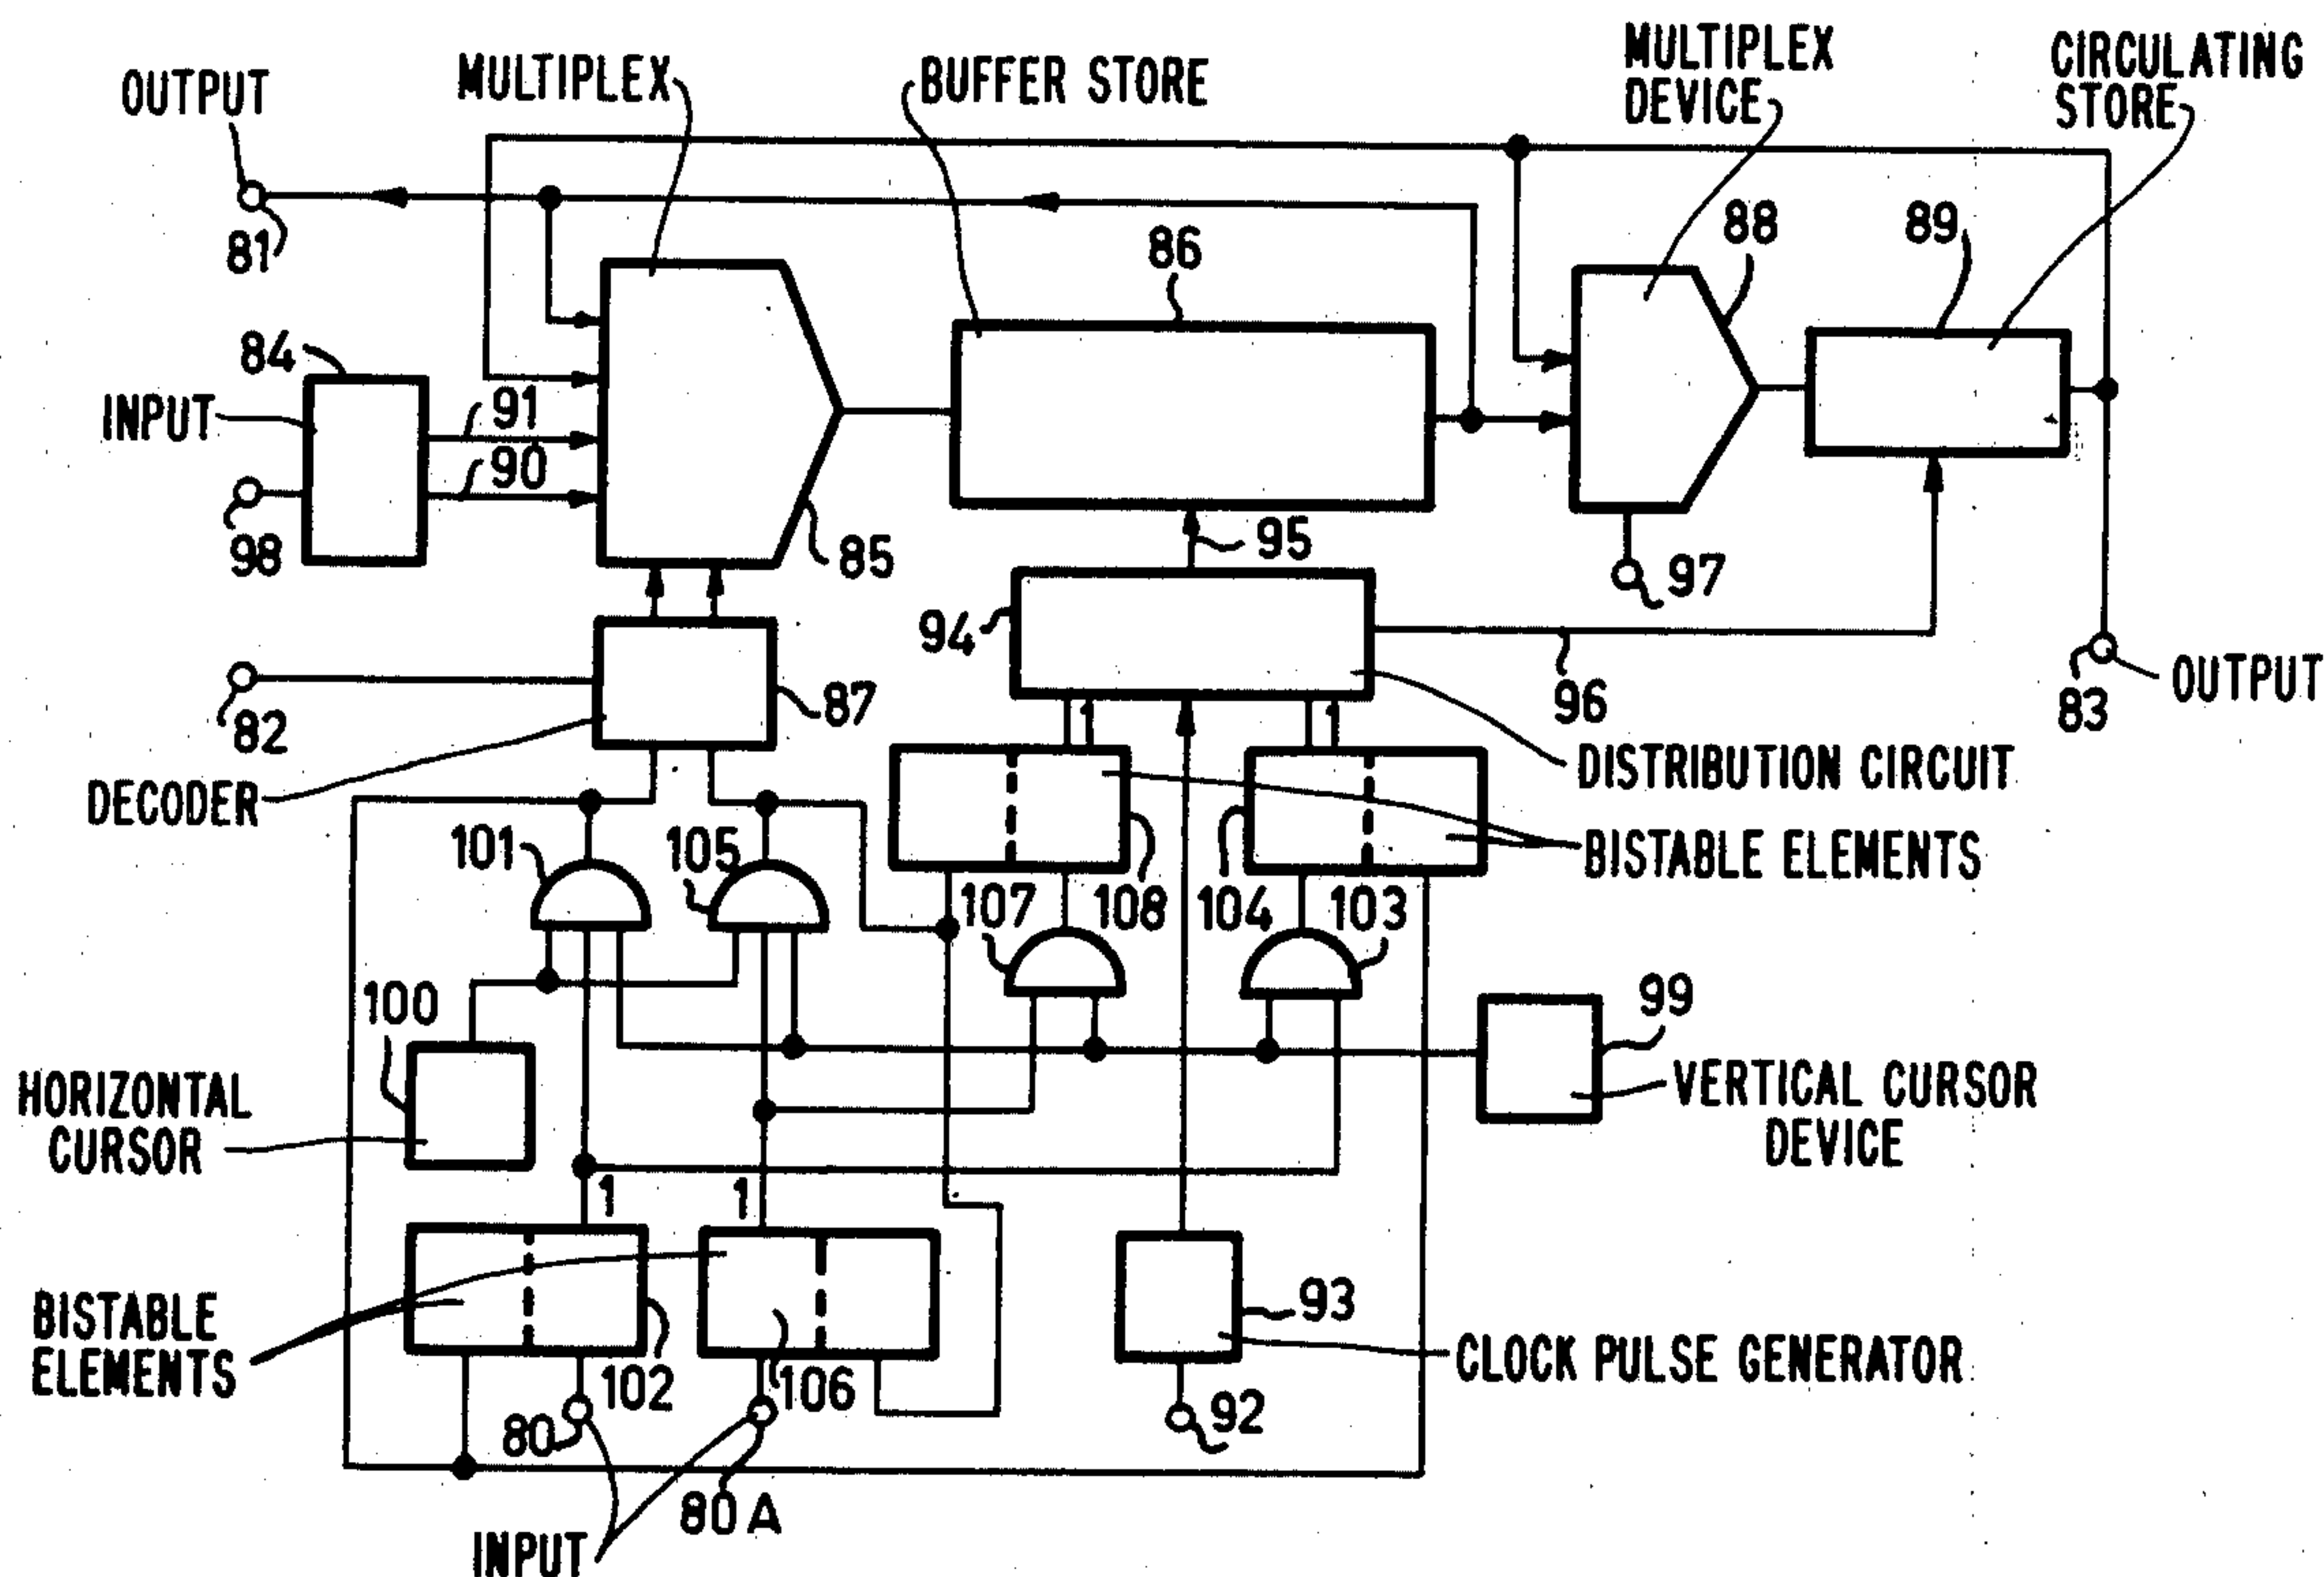 OUTPUT
MULTIPLEX
BUFFER STORE
MULTIPLEX
DEVICE
CIRCULATING
STORE
81
86
88
89
84
INPUT
91
90
98
85
95
97
94
96
82
87
83
OUTPUT
1
1
DECODER
DISTRIBUTION CIRCUIT
101
105
BISTABLE ELEMENTS
107
108
104
103
100
99
HORIZONTAL
CURSOR
VERTICAL CURSOR
DEVICE
1
1
BISTABLE
ELEMENTS
93
CLOCK PULSE GENERATOR
102
106
80
92
80A
INPUT